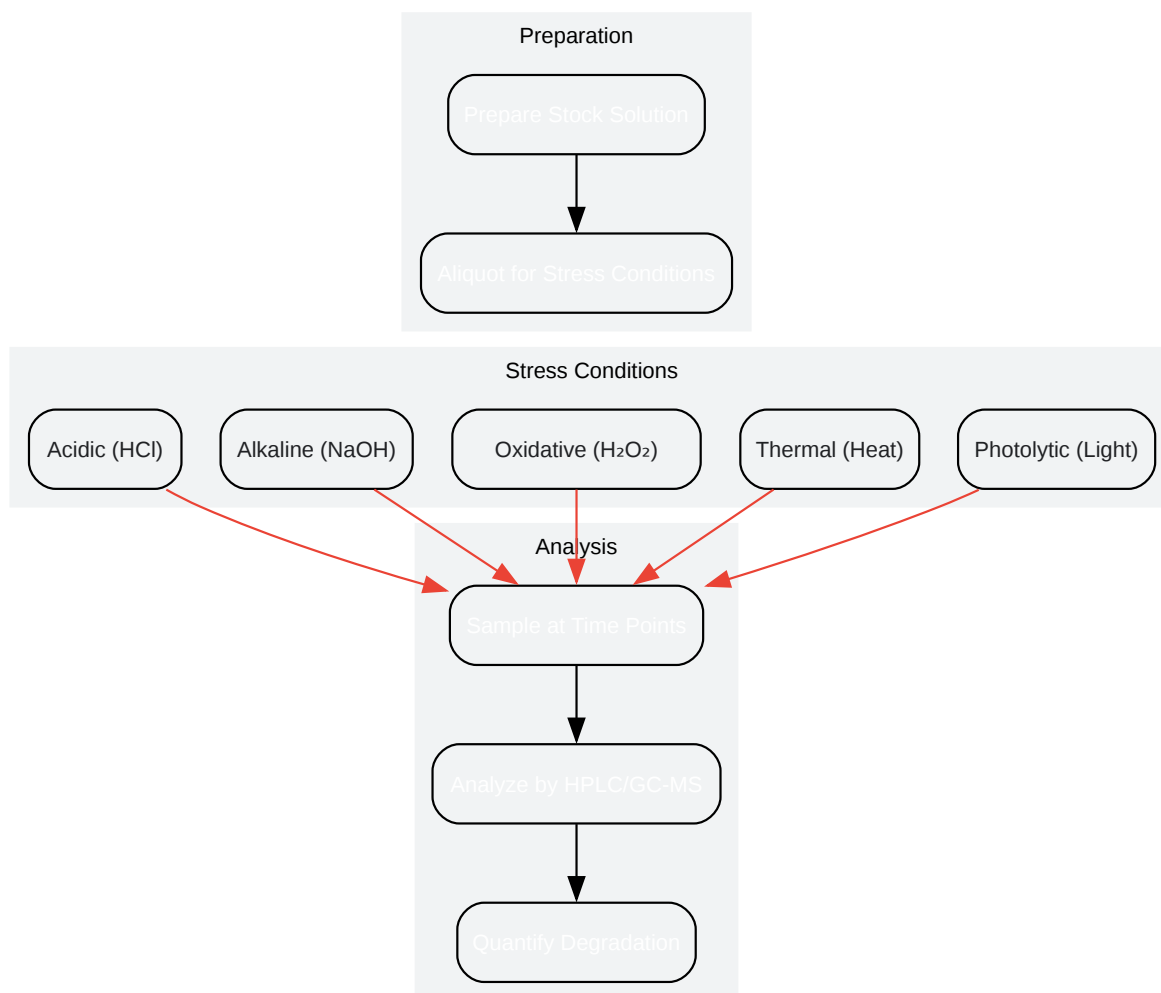 Preparation
Prepare Stock Solution
Aliquot for Stress Conditions
Stress Conditions
Acidic (HCl)
Alkaline (NaOH)
Oxidative (H₂O₂)
Thermal (Heat)
Photolytic (Light)
Analysis
Sample at Time Points
Analyze by HPLC/GC-MS
Quantify Degradation